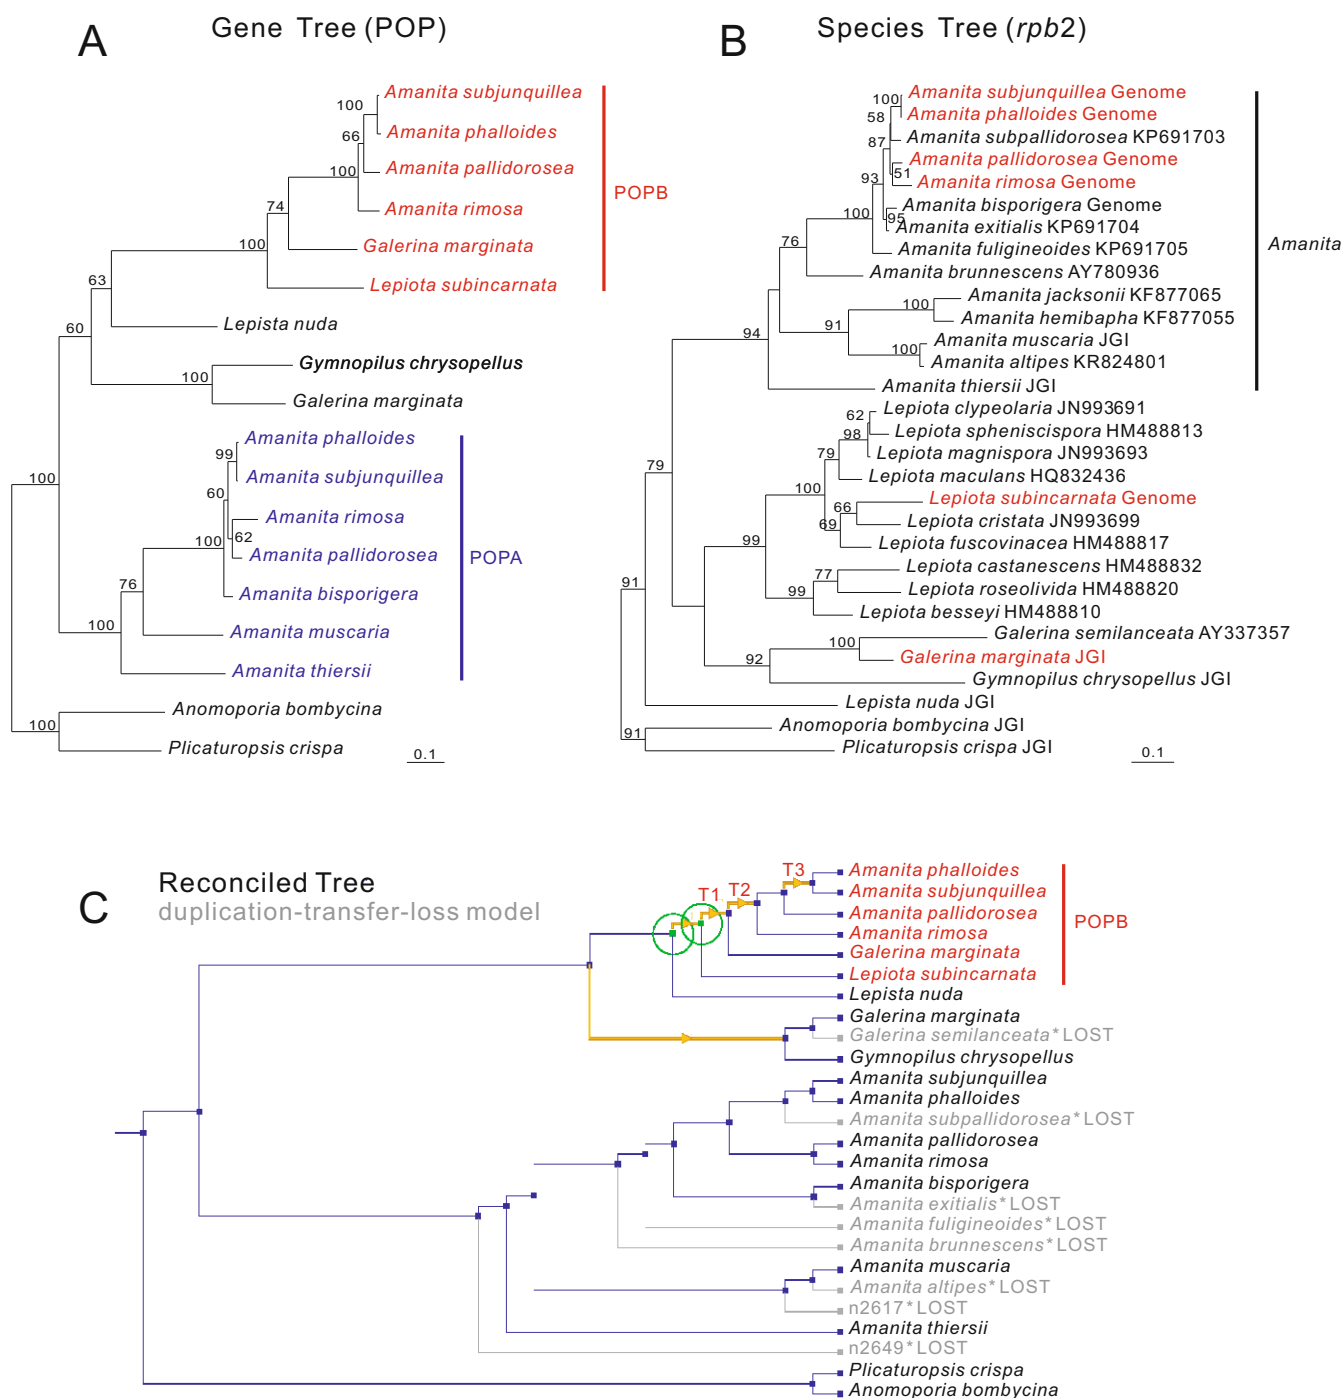 A
Gene Tree (POP)
100
Amanita subjunquillea
Amanita phalloides
66
100
Amanita pallidorosea
POPB
74
Amanita rimosa
100
Galerina marginata
63
Lepiota subincarnata
60
Lepista nuda
Gymnopilus chrysopellus
100
Galerina marginata
Amanita phalloides
99
Amanita subjunquillea
100
60
Amanita rimosa
62
100
Amanita pallidorosea
POPA
76
Amanita bisporigera
100
Amanita muscaria
Amanita thiersii
Anomoporia bombycina
100
Plicaturopsis crispa
0.1
B
Species Tree (rpb2)
100
Amanita subjunquillea Genome
58
Amanita phalloides Genome
87
Amanita subpallidorosea KP691703
Amanita pallidorosea Genome
93
51
Amanita rimosa Genome
Amanita bisporigera Genome
100
95
Amanita exitialis KP691704
76
Amanita fuligineoides KP691705
Amanita
Amanita brunnescens AY780936
Amanita jacksonii KF877065
100
Amanita hemibapha KF877055
94
91
Amanita muscaria JGI
100
Amanita altipes KR824801
Amanita thiersii JGI
62
Lepiota clypeolaria JN993691
98
Lepiota spheniscispora HM488813
79
79
Lepiota magnispora JN993693
Lepiota maculans HQ832436
100
Lepiota subincarnata Genome
66
69
Lepiota cristata JN993699
99
Lepiota fuscovinacea HM488817
Lepiota castanescens HM488832
91
77
99
Lepiota roseolivida HM488820
Lepiota besseyi HM488810
100
Galerina semilanceata AY337357
92
Galerina marginata JGI
Gymnopilus chrysopellus JGI
Lepista nuda JGI
Anomoporia bombycina JGI
91
Plicaturopsis crispa JGI
0.1
C
Reconciled Tree
duplication-transfer-loss model
T1
T2
T3
Amanita phalloides
Amanita subjunquillea
Amanita pallidorosea
POPB
Amanita rimosa
Galerina marginata
Lepiota subincarnata
Lepista nuda
Galerina marginata
Galerina semilanceata* LOST
Gymnopilus chrysopellus
Amanita subjunquillea
Amanita phalloides
Amanita subpallidorosea* LOST
Amanita pallidorosea
Amanita rimosa
Amanita bisporigera
Amanita exitialis* LOST
Amanita fuligineoides* LOST
Amanita brunnescens* LOST
Amanita muscaria
Amanita altipes* LOST
n2617* LOST
Amanita thiersii
n2649* LOST
Plicaturopsis crispa
Anomoporia bombycina